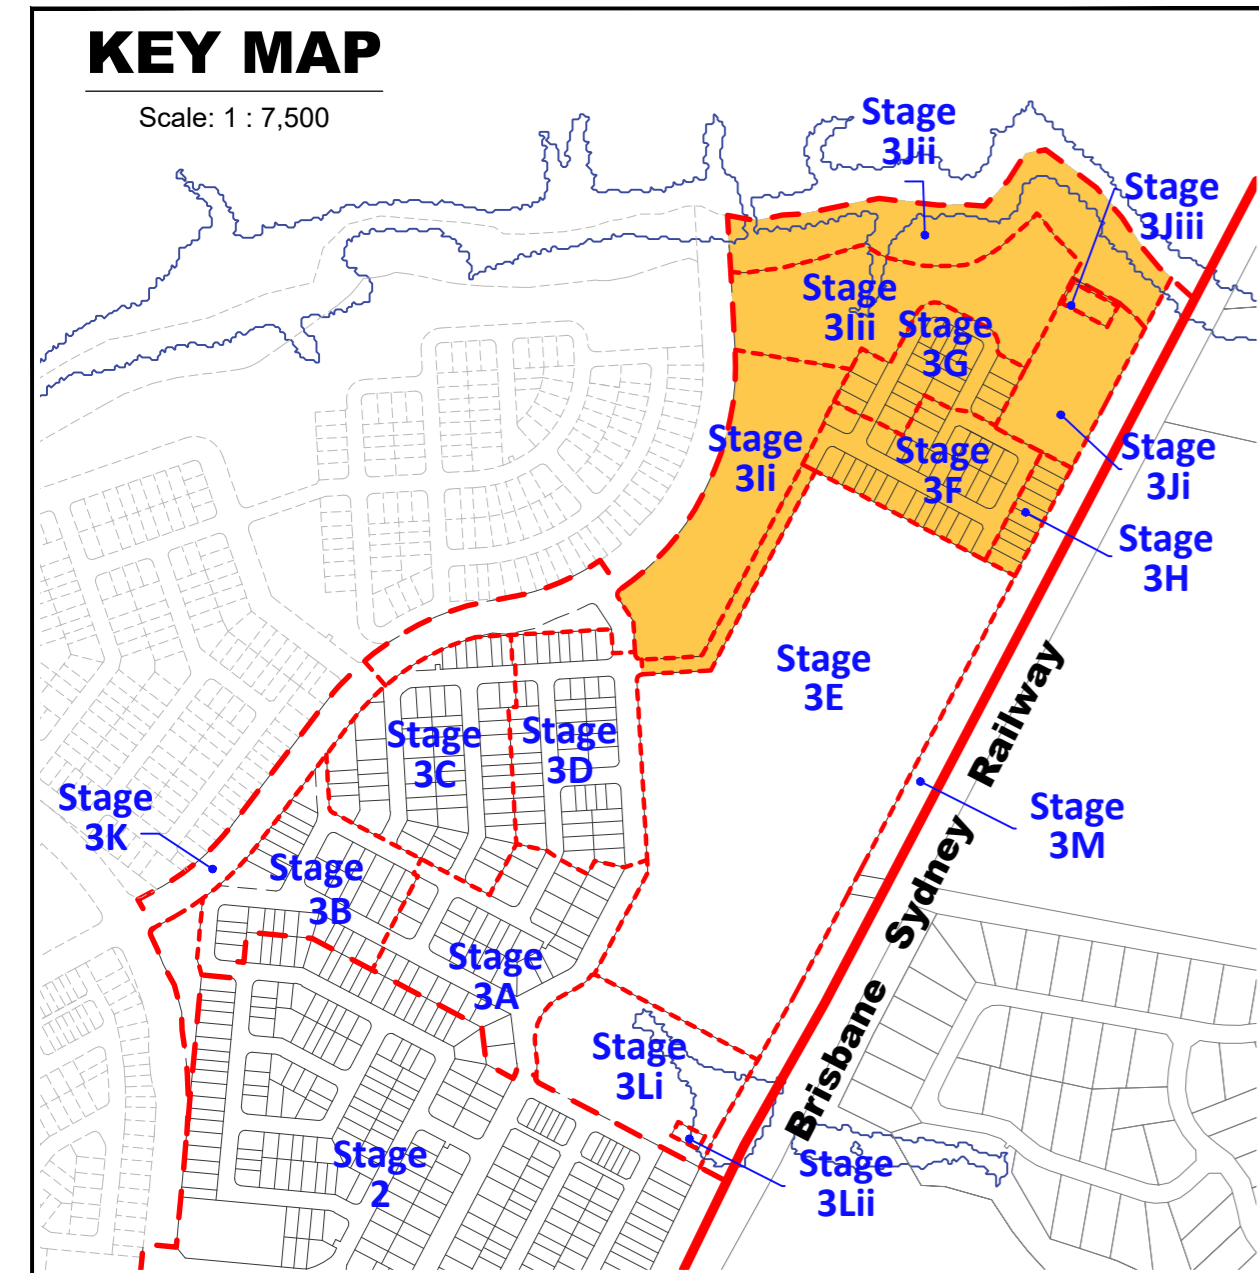 KEY MAP
Scale: 1 : 7,500
Stage
3Jii
Stage
3Jiii
Stage
3Iii
Stage
3G
Stage
3Ii
Stage
3F
Stage
3Ji
Stage
3H
Stage
3E
Stage
3C
Stage
3D
Stage
3K
Stage
3M
Stage
3B
Stage
3A
Stage
3Li
Stage
2
Stage
3Lii
Brisbane Sydney Railway